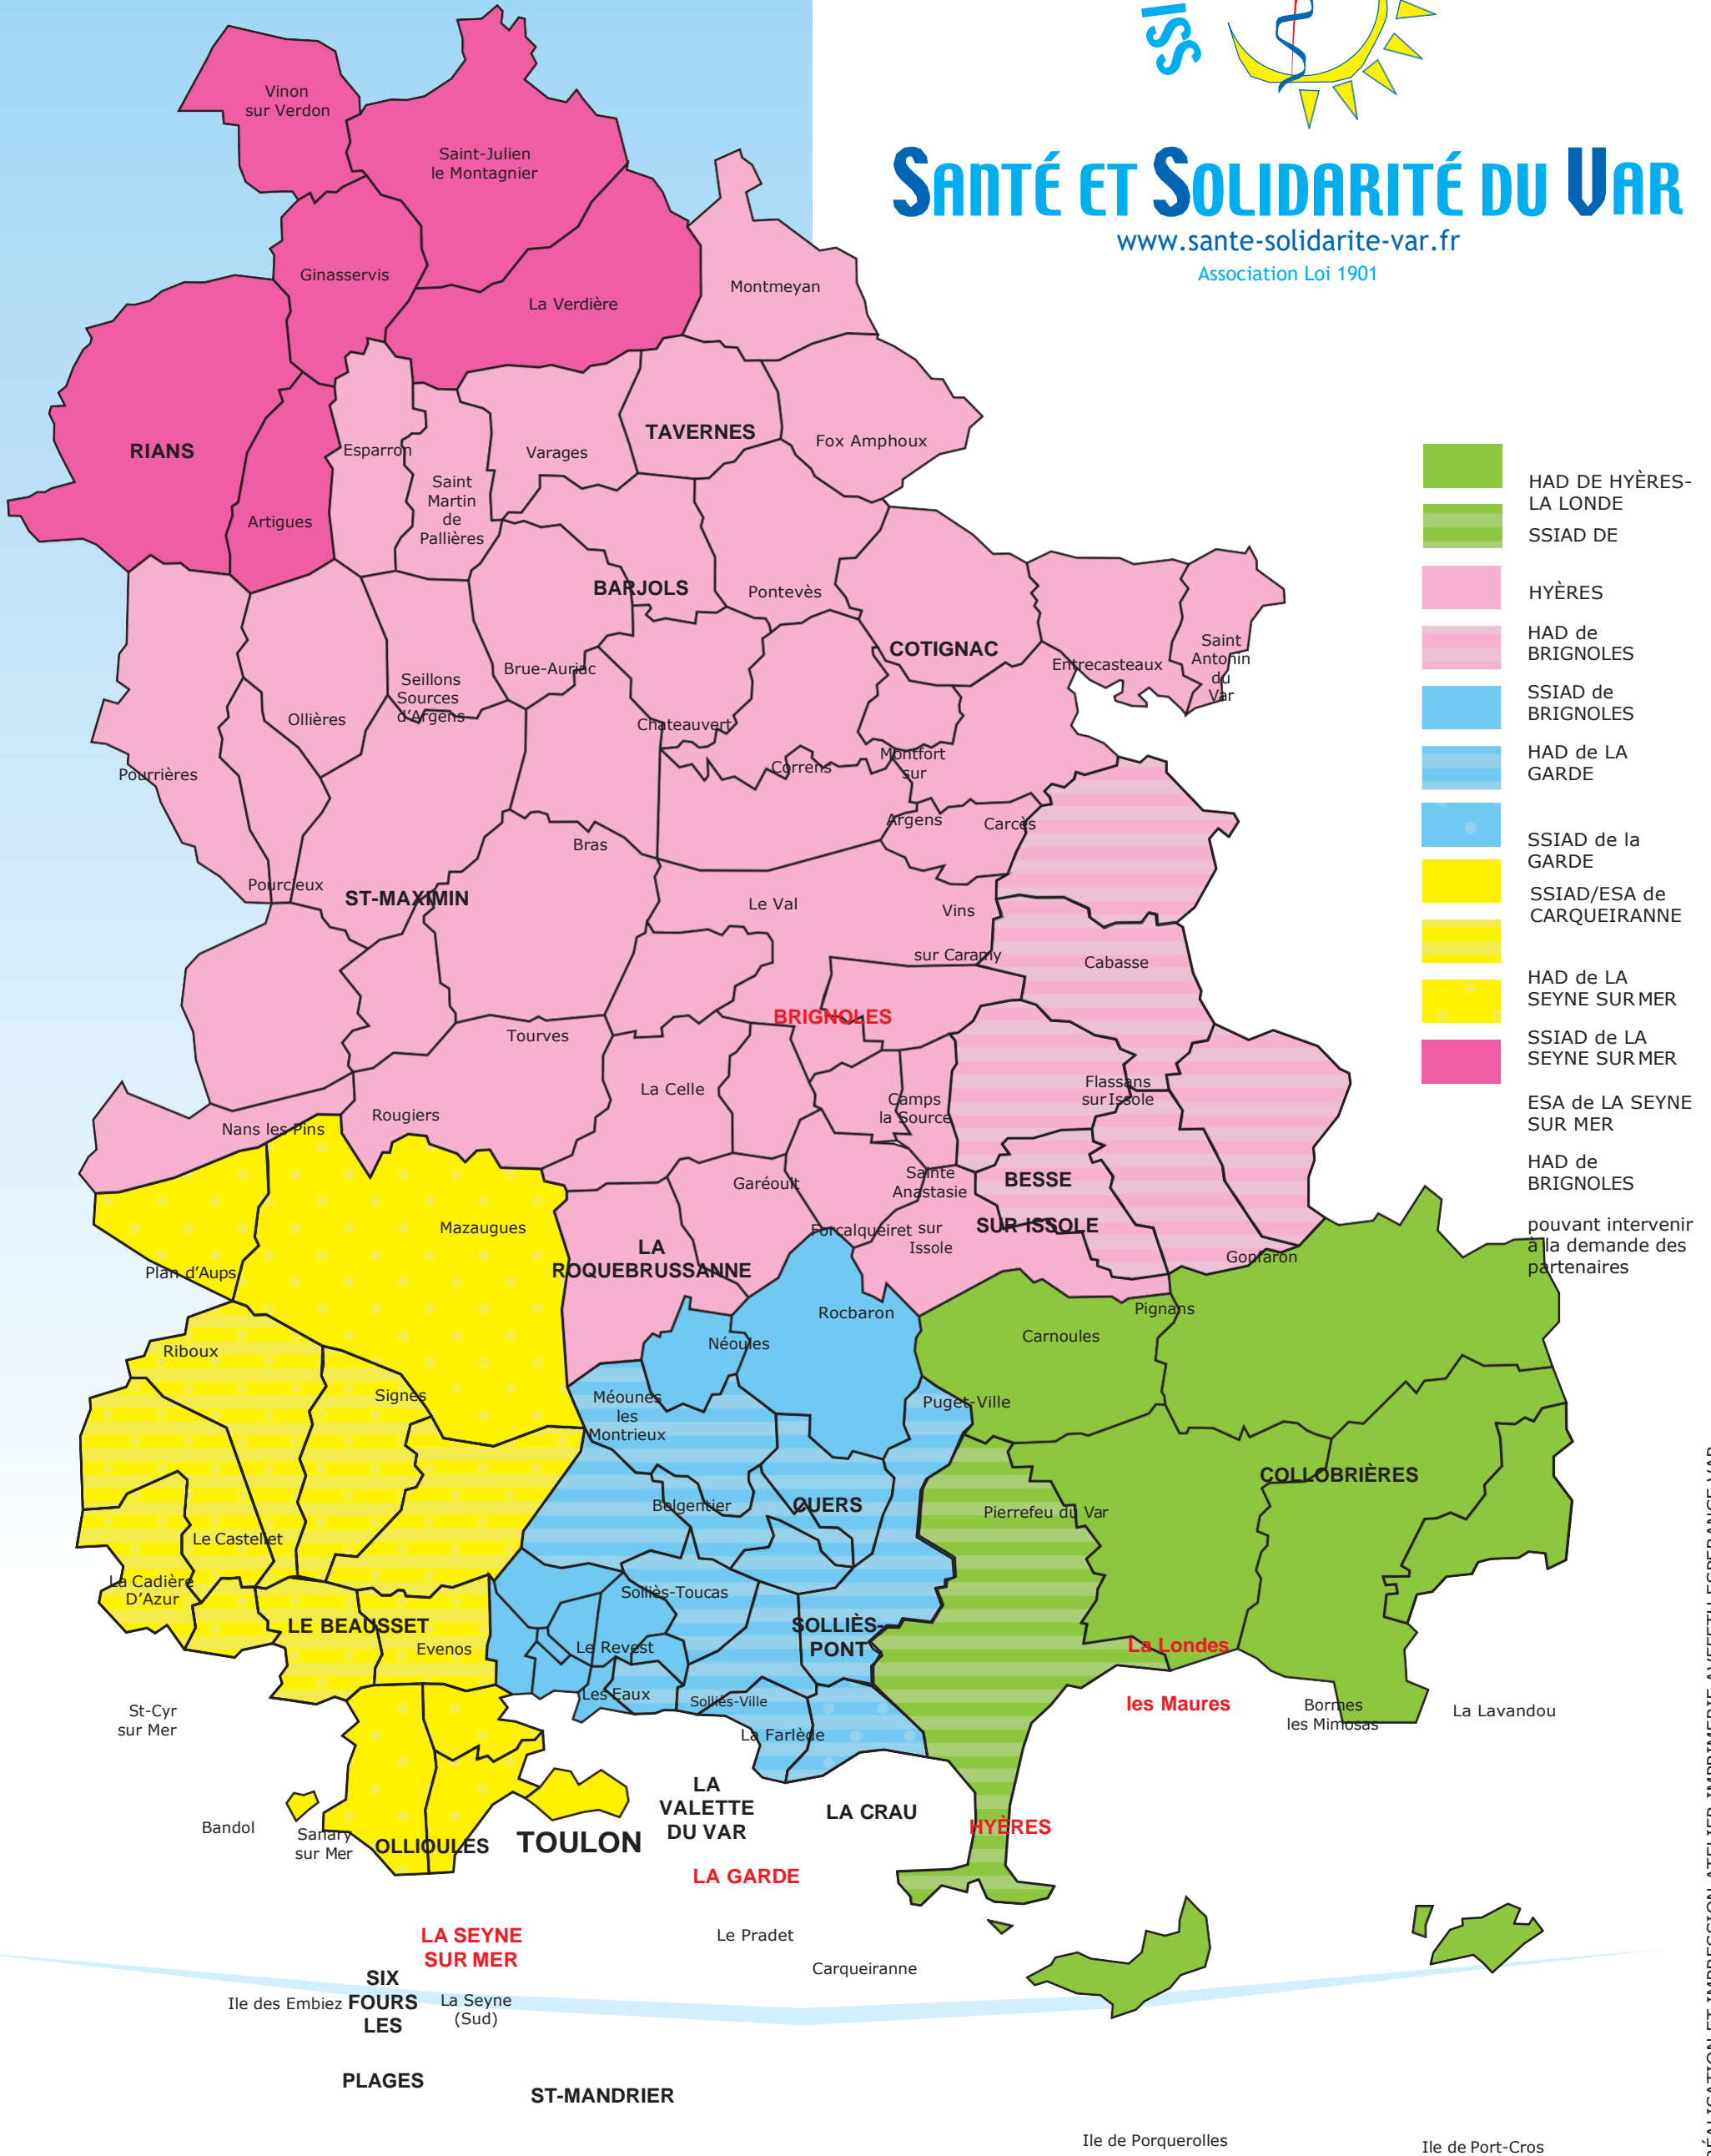 ISS
SANTÉ ET SOLIDARITÉ DU VAR
www.sante-solidarite-var.fr
Association Loi 1901
Vinon
sur Verdon
Saint-Julien
le Montagnier
Ginasservis
La Verdière
Montmeyan
RIANS
Artigues
Esparron
Saint
Martin
de
Pallières
Varages
TAVERNES
Fox Amphoux
BARJOLS
Pontevès
COTIGNAC
Entrecasteaux
Saint
Antonin
du
Var
Brue-Auriac
Seillons
Sources
d'Argens
Ollières
Pourrières
Chateauvert
Correns
Montfort
sur
Argens
Carcès
Bras
Pourcieux
ST-MAXIMIN
Le Val
Vins
sur Caramy
Cabasse
BRIGNOLES
Tourves
La Celle
Camps
la Source
Flassans
sur Issole
Rougiers
Nans les Pins
Garéoult
Sainte
Anastasie
sur
Issole
Forcalqueiret
BESSE
SUR ISSOLE
Gonfaron
Mazaugues
Plan d'Aups
LA
ROQUEBRUSSANNE
Rocbaron
Néoules
Pignans
Carnoules
Puget-Ville
Riboux
Signes
Méounes
les
Montrieux
Belgentier
CUERS
Pierrefeu du Var
COLLOBRIÈRES
Le Castellet
La Cadière
D'Azur
LE BEAUSSET
Evenos
Solliès-Toucas
SOLLIÈS-
PONT
Le Revest
Les Eaux
Solliès-Ville
La Farlède
La Londes
les Maures
Bormes
les Mimosas
La Lavandou
St-Cyr
sur Mer
Bandol
Sanary
sur Mer
OLLIOULES
TOULON
LA
VALETTE
DU VAR
LA CRAU
HYÈRES
LA GARDE
Le Pradet
Carqueiranne
LA SEYNE
SUR MER
SIX
FOURS
LES
PLAGES
Ile des Embiez
La Seyne
(Sud)
ST-MANDRIER
Ile de Porquerolles
Ile de Port-Cros
HAD DE HYÈRES-
LA LONDE
SSIAD DE
HYÈRES
HAD de
BRIGNOLES
SSIAD de
BRIGNOLES
HAD de LA
GARDE
SSIAD de la
GARDE
SSIAD/ESA de
CARQUEIRANNE
HAD de LA
SEYNE SUR MER
SSIAD de LA
SEYNE SUR MER
ESA de LA SEYNE
SUR MER
HAD de
BRIGNOLES
pouvant intervenir
à la demande des
partenaires